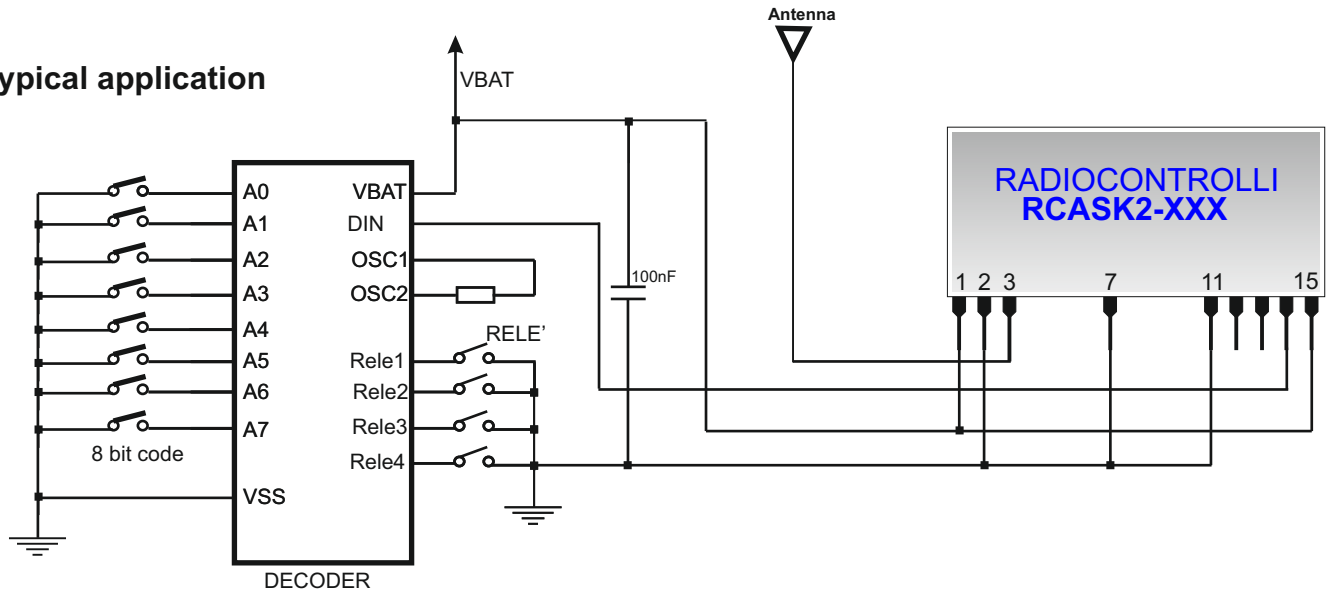 Antenna
ypical application
VBAT
RADIOCONTROLLI
RCASK2-XXX
1 2 3 7 11 15
100nF
A0 VBAT
A1 DIN
A2 OSC1
A3 OSC2
A4
RELE'
A5 Rele1
A6 Rele2
A7 Rele3
8 bit code
Rele4
VSS
DECODER